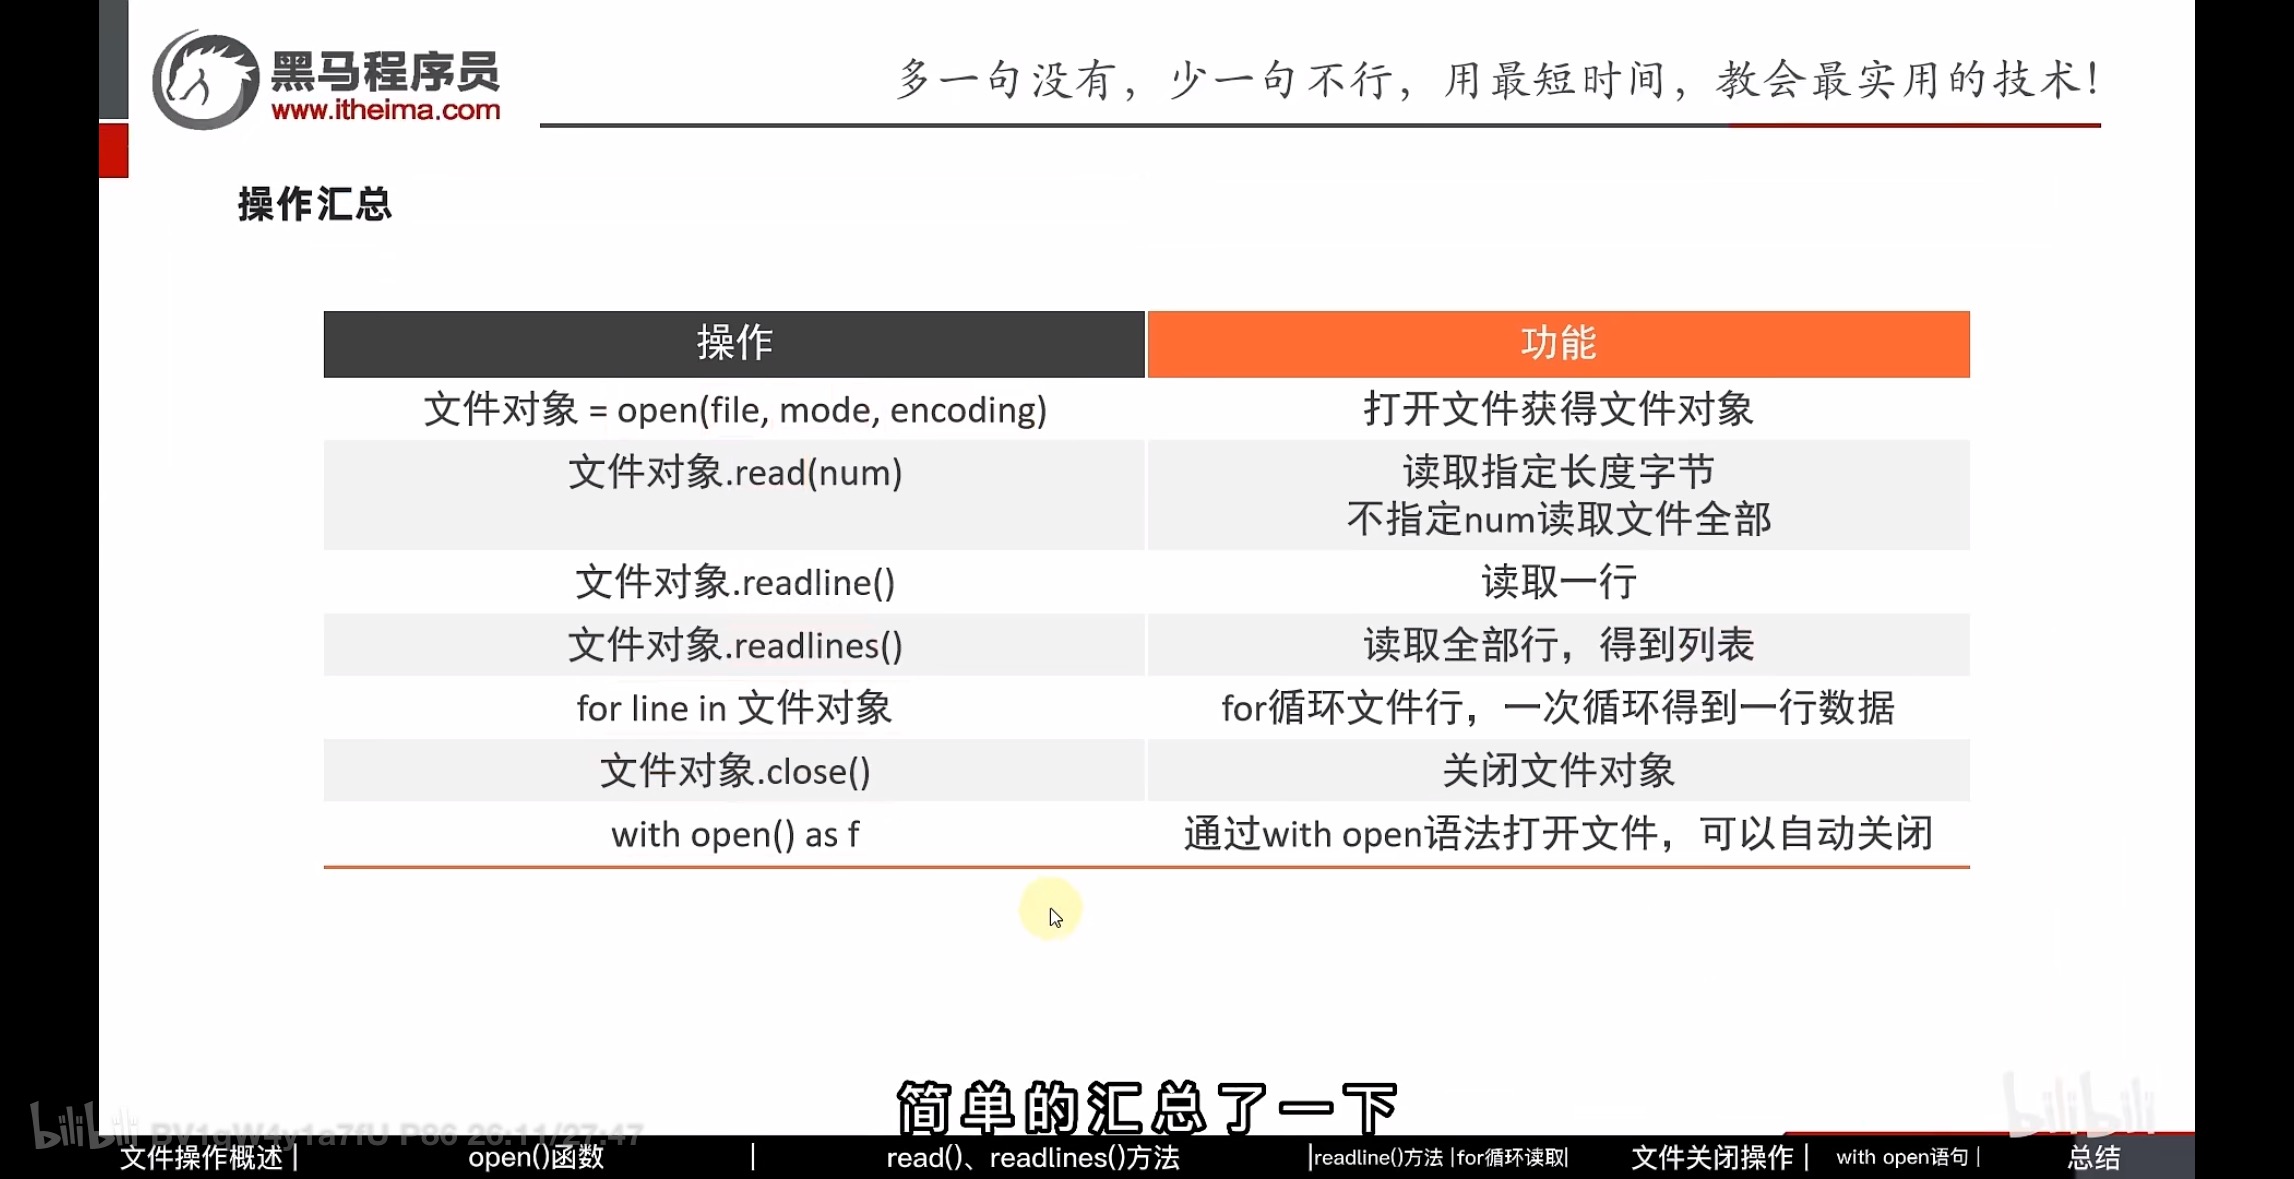 黑马程序员
www.itheima.com
多一句没有，少一句不行，用最短时间，教会最实用的技术！
操作汇总
操作 功能
文件对象 = open(file, mode, encoding) 打开文件获得文件对象
文件对象.read(num) 读取指定长度字节
不指定num读取文件全部
文件对象.readline() 读取一行
文件对象.readlines() 读取全部行，得到列表
for line in 文件对象 for循环文件行，一次循环得到一行数据
文件对象.close() 关闭文件对象
with open() as f 通过with open语法打开文件，可以自动关闭
简单的汇总了一下
bilibili BV1qW4y1a7fU P86 26:11/27:47
bilibili
文件操作概述| open()函数 | read()、readlines()方法 |readline()方法 |for循环读取| 文件关闭操作| with open语句| 总结